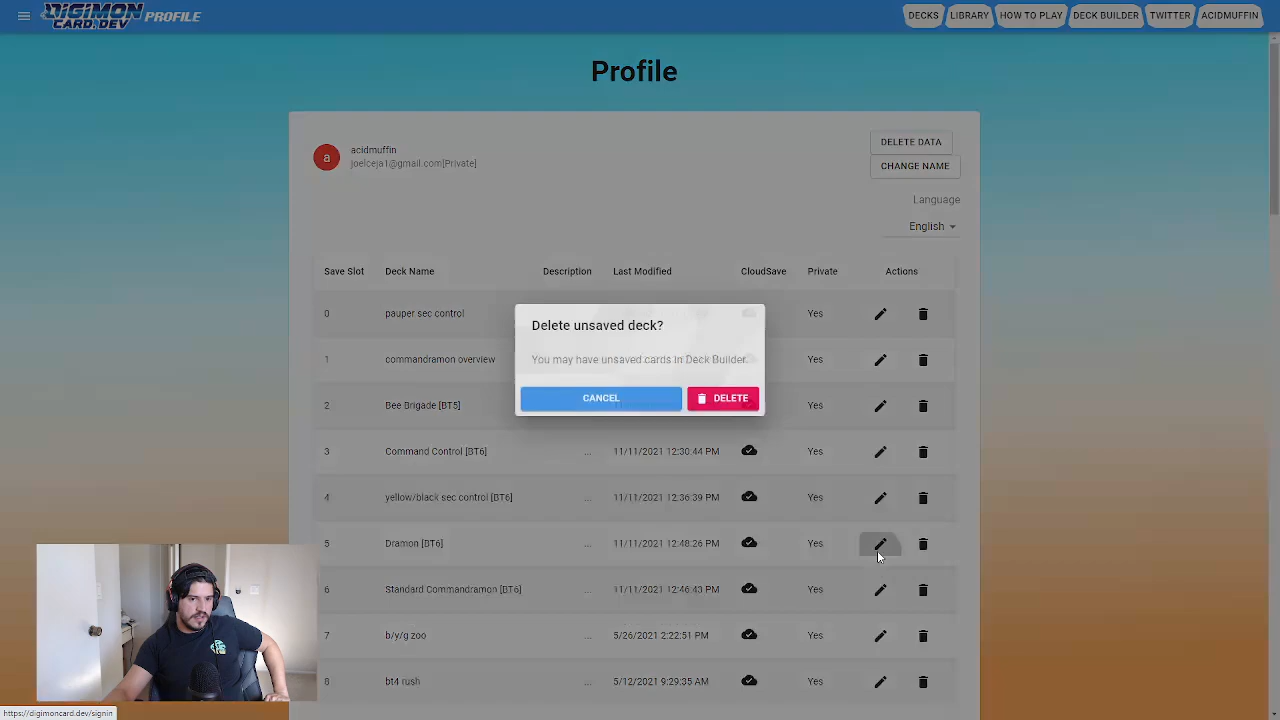 DIGIMON CARD.DEV PROFILE DECKS LIBRARY HOW TO PLAY DECK BUILDER TWITTER ACIDMUFFIN
Profile
a acidmuffin DELETE DATA
joelceja1@gmail.com[Private] CHANGE NAME
Language
English
Save Slot Deck Name Description Last Modified CloudSave Private Actions
0 pauper sec control Yes
Delete unsaved deck?
1 commandramon overview You may have unsaved cards in Deck Builder. Yes
CANCEL DELETE
2 Bee Brigade [BT5] Yes
3 Command Control [BT6] ... 11/11/2021 12:30:44 PM Yes
4 yellow/black sec control [BT6] ... 11/11/2021 12:36:39 PM Yes
5 Dramon [BT6] ... 11/11/2021 12:48:26 PM Yes
6 Standard Commandramon [BT6] ... 11/11/2021 12:46:43 PM Yes
7 b/y/g zoo ... 5/26/2021 2:22:51 PM Yes
8 bt4 rush ... 5/12/2021 9:29:35 AM Yes
https://digimoncard.dev/signin